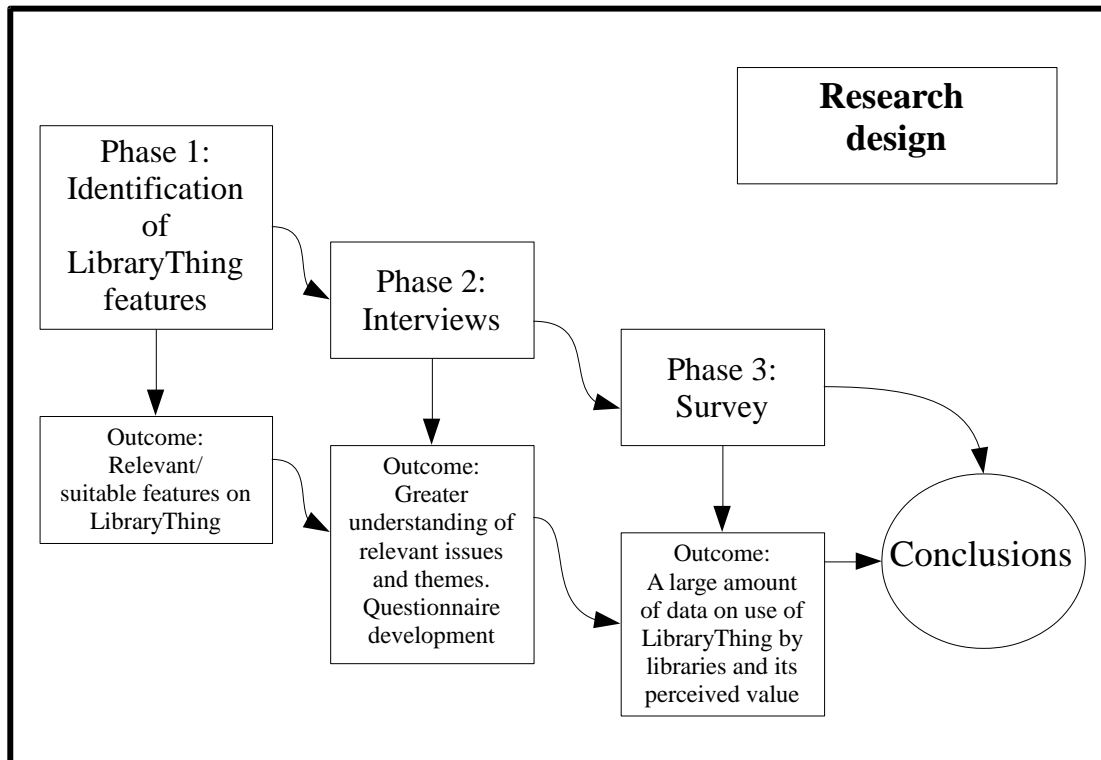 Research
design
Phase 1:
Identification
of
LibraryThing
features
Phase 2:
Interviews
Phase 3:
Survey
Outcome:
Relevant/
suitable features on
LibraryThing
Outcome:
Greater
understanding of
relevant issues
and themes.
Questionnaire
development
Outcome:
A large amount
of data on use of
LibraryThing by
libraries and its
perceived value
Conclusions